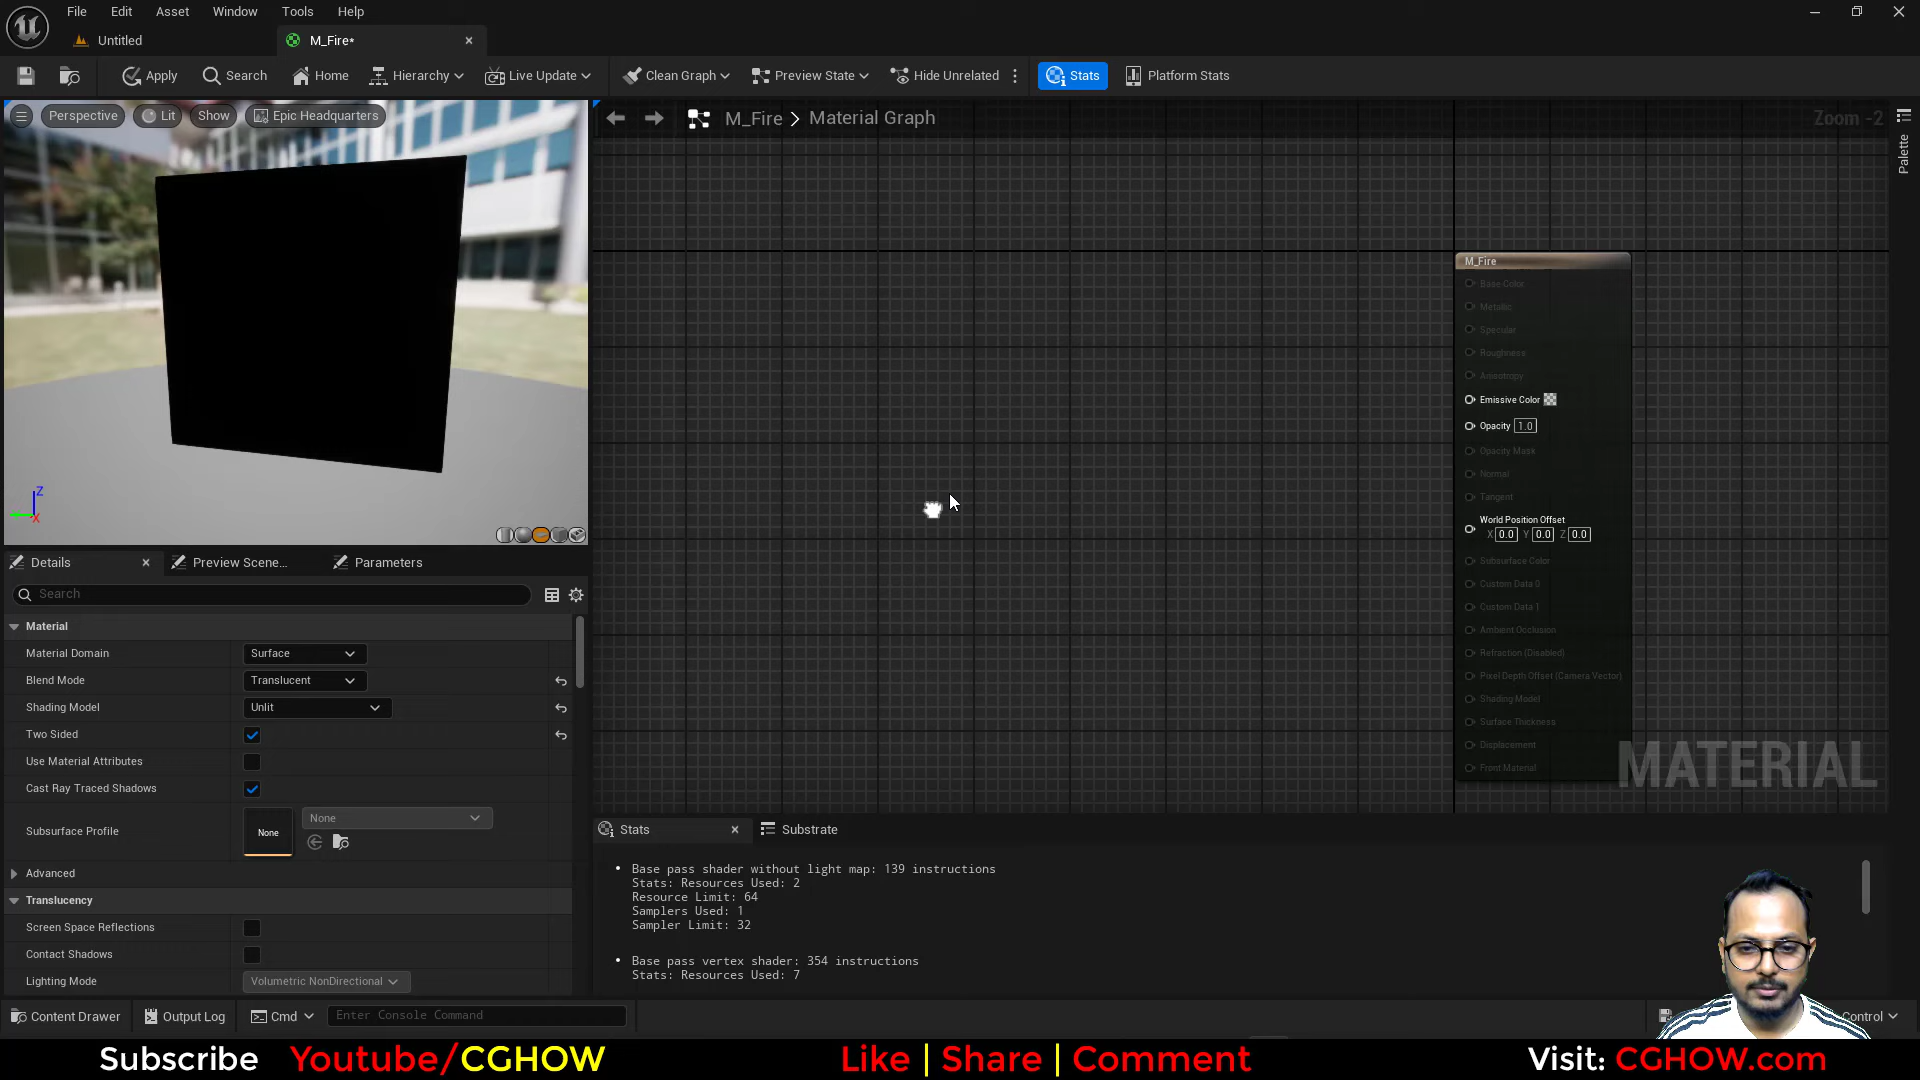 File Edit Asset Window Tools Help
Untitled M_Fire*
Apply Search Home Hierarchy Live Update Clean Graph Preview State Hide Unrelated Stats Platform Stats
Perspective Lit Show Epic Headquarters
M_Fire > Material Graph
Zoom -2
Palette
M_Fire
Base Color
Metallic
Specular
Roughness
Anisotropy
Emissive Color
Opacity 1.0
Opacity Mask
Normal
Tangent
World Position Offset
X 0.0 Y 0.0 Z 0.0
Subsurface Color
Custom Data 0
Custom Data 1
Ambient Occlusion
Refraction (Disabled)
Pixel Depth Offset (Camera Vector)
Shading Model
Surface Thickness
Displacement
Front Material
MATERIAL
Z
X
Details Preview Scene... Parameters
Search
Material
Material Domain Surface
Blend Mode Translucent
Shading Model Unlit
Two Sided
Use Material Attributes
Cast Ray Traced Shadows
Subsurface Profile None None
Advanced
Translucency
Screen Space Reflections
Contact Shadows
Lighting Mode Volumetric NonDirectional
Stats Substrate
Base pass shader without light map: 139 instructions
Stats: Resources Used: 2
Resource Limit: 64
Samplers Used: 1
Sampler Limit: 32
Base pass vertex shader: 354 instructions
Stats: Resources Used: 7
Content Drawer Output Log Cmd Enter Console Command
Control
Subscribe Youtube/CGHOW Like | Share | Comment Visit: CGHOW.com